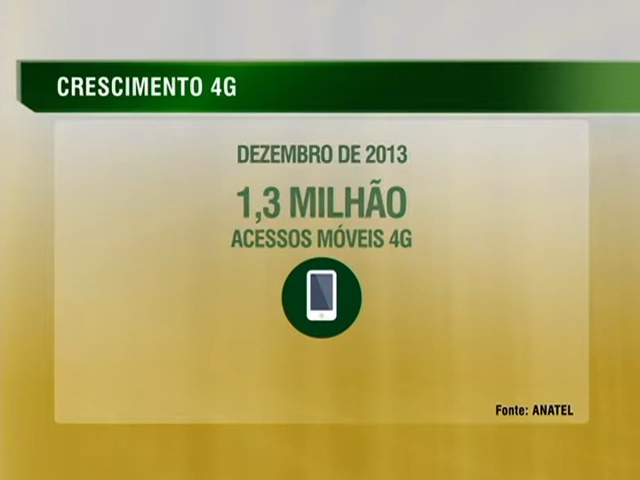 CRESCIMENTO 4G
DEZEMBRO DE 2013
1,3 MILHÃO
ACESSOS MÓVEIS 4G
Fonte: ANATEL